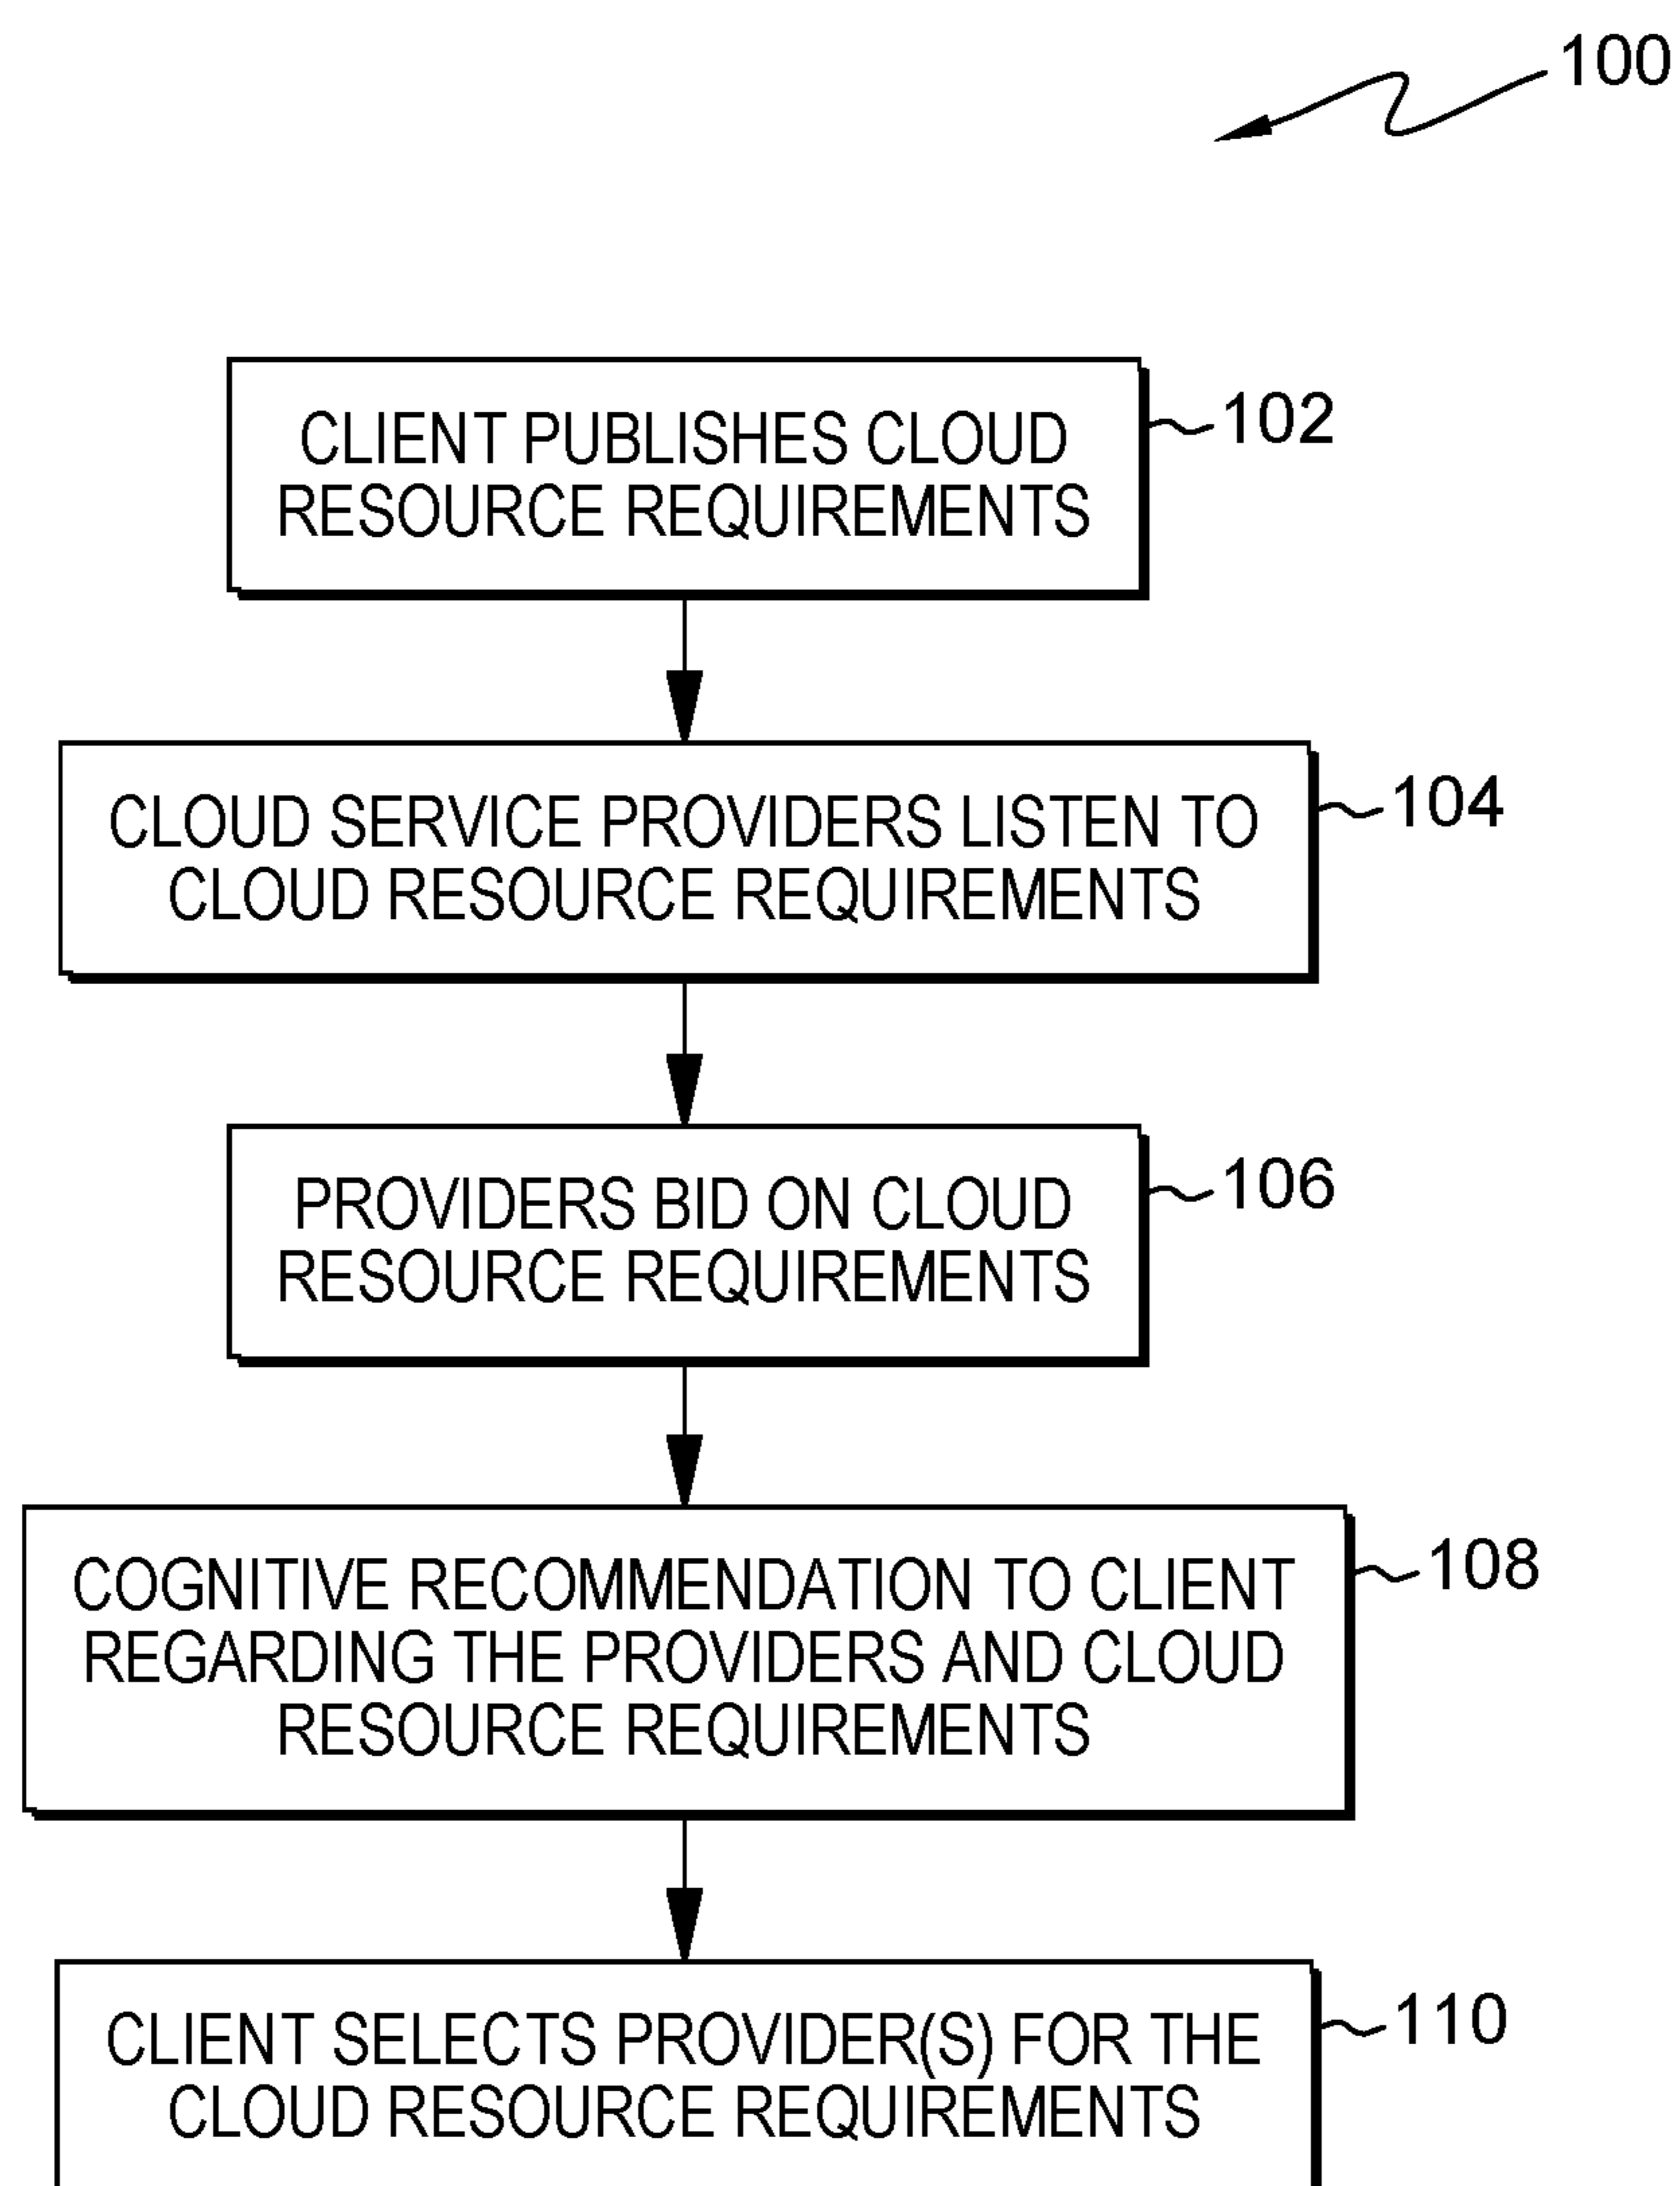 100
CLIENT PUBLISHES CLOUD
RESOURCE REQUIREMENTS
102
CLOUD SERVICE PROVIDERS LISTEN TO
CLOUD RESOURCE REQUIREMENTS
104
PROVIDERS BID ON CLOUD
RESOURCE REQUIREMENTS
106
COGNITIVE RECOMMENDATION TO CLIENT
REGARDING THE PROVIDERS AND CLOUD
RESOURCE REQUIREMENTS
108
CLIENT SELECTS PROVIDER(S) FOR THE
CLOUD RESOURCE REQUIREMENTS
110